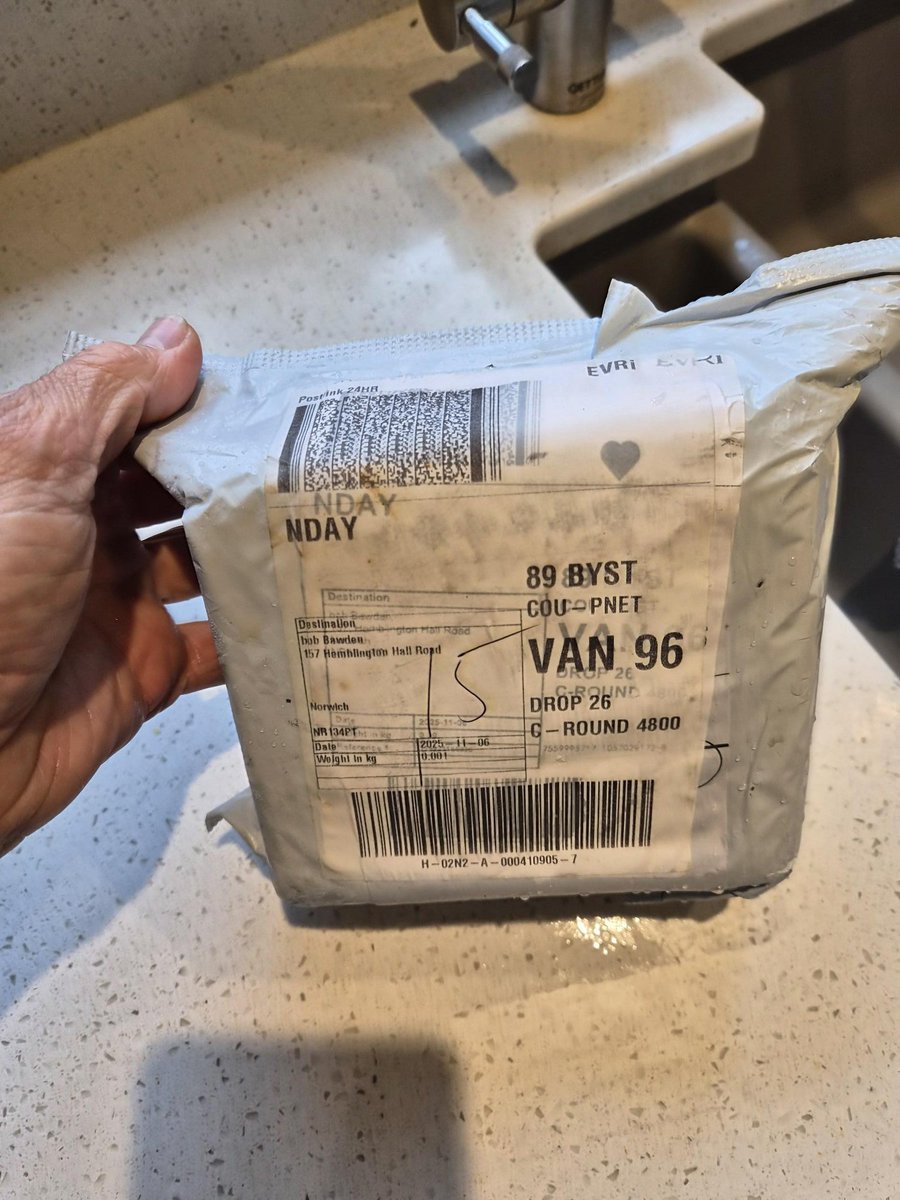 EVRi EVRi
Postlink 24HR
NDAY
NDAY
89 BYST
COU-PNET
VAN 96
DROP 26
C-ROUND 4800
Destination
Destination
bob Bawden
157 Hemblington Hall Road
Norwich
NR134PT
Date 2025-11-06
Weight in kg 0.001
15
H-02N2-A-000410905-7